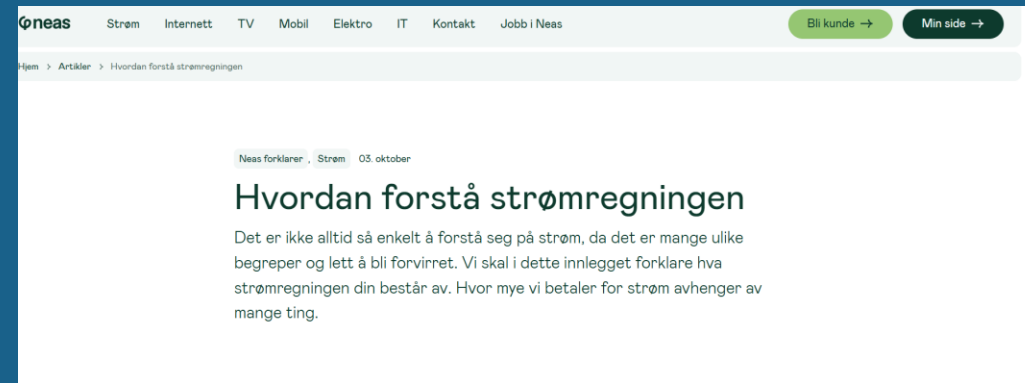 neas Strøm Internett TV Mobil Elektro IT Kontakt Jobb i Neas Bli kunde → Min side →
Hjem > Artikler > Hvordan forstå strømregningen
Neas forklarer , Strøm 03. oktober
Hvordan forstå strømregningen
Det er ikke alltid så enkelt å forstå seg på strøm, da det er mange ulike
begreper og lett å bli forvirret. Vi skal i dette innlegget forklare hva
strømregningen din består av. Hvor mye vi betaler for strøm avhenger av
mange ting.